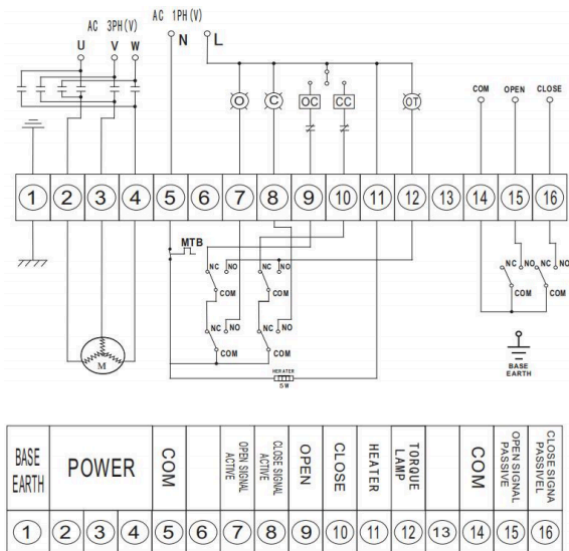 AC 3PH(V)
AC 1PH(V)
U V W N L
O C OC CC OT
COM OPEN CLOSE
1 2 3 4 5 6 7 8 9 10 11 12 13 14 15 16
MTB
NC NO NC NO
COM COM
NC NO NC NO
COM COM
NC NO NC NO
COM COM
M
HERATER
5W
BASE
EARTH
BASE EARTH
POWER
COM
OPEN SIGNAL ACTIVE
CLOSE SIGNAL ACTIVE
OPEN
CLOSE
HEATER
TORQUE LAMP
COM
OPEN SIGNAL PASSIVE
CLOSE SIGNA PASSIVEL
1 2 3 4 5 6 7 8 9 10 11 12 13 14 15 16